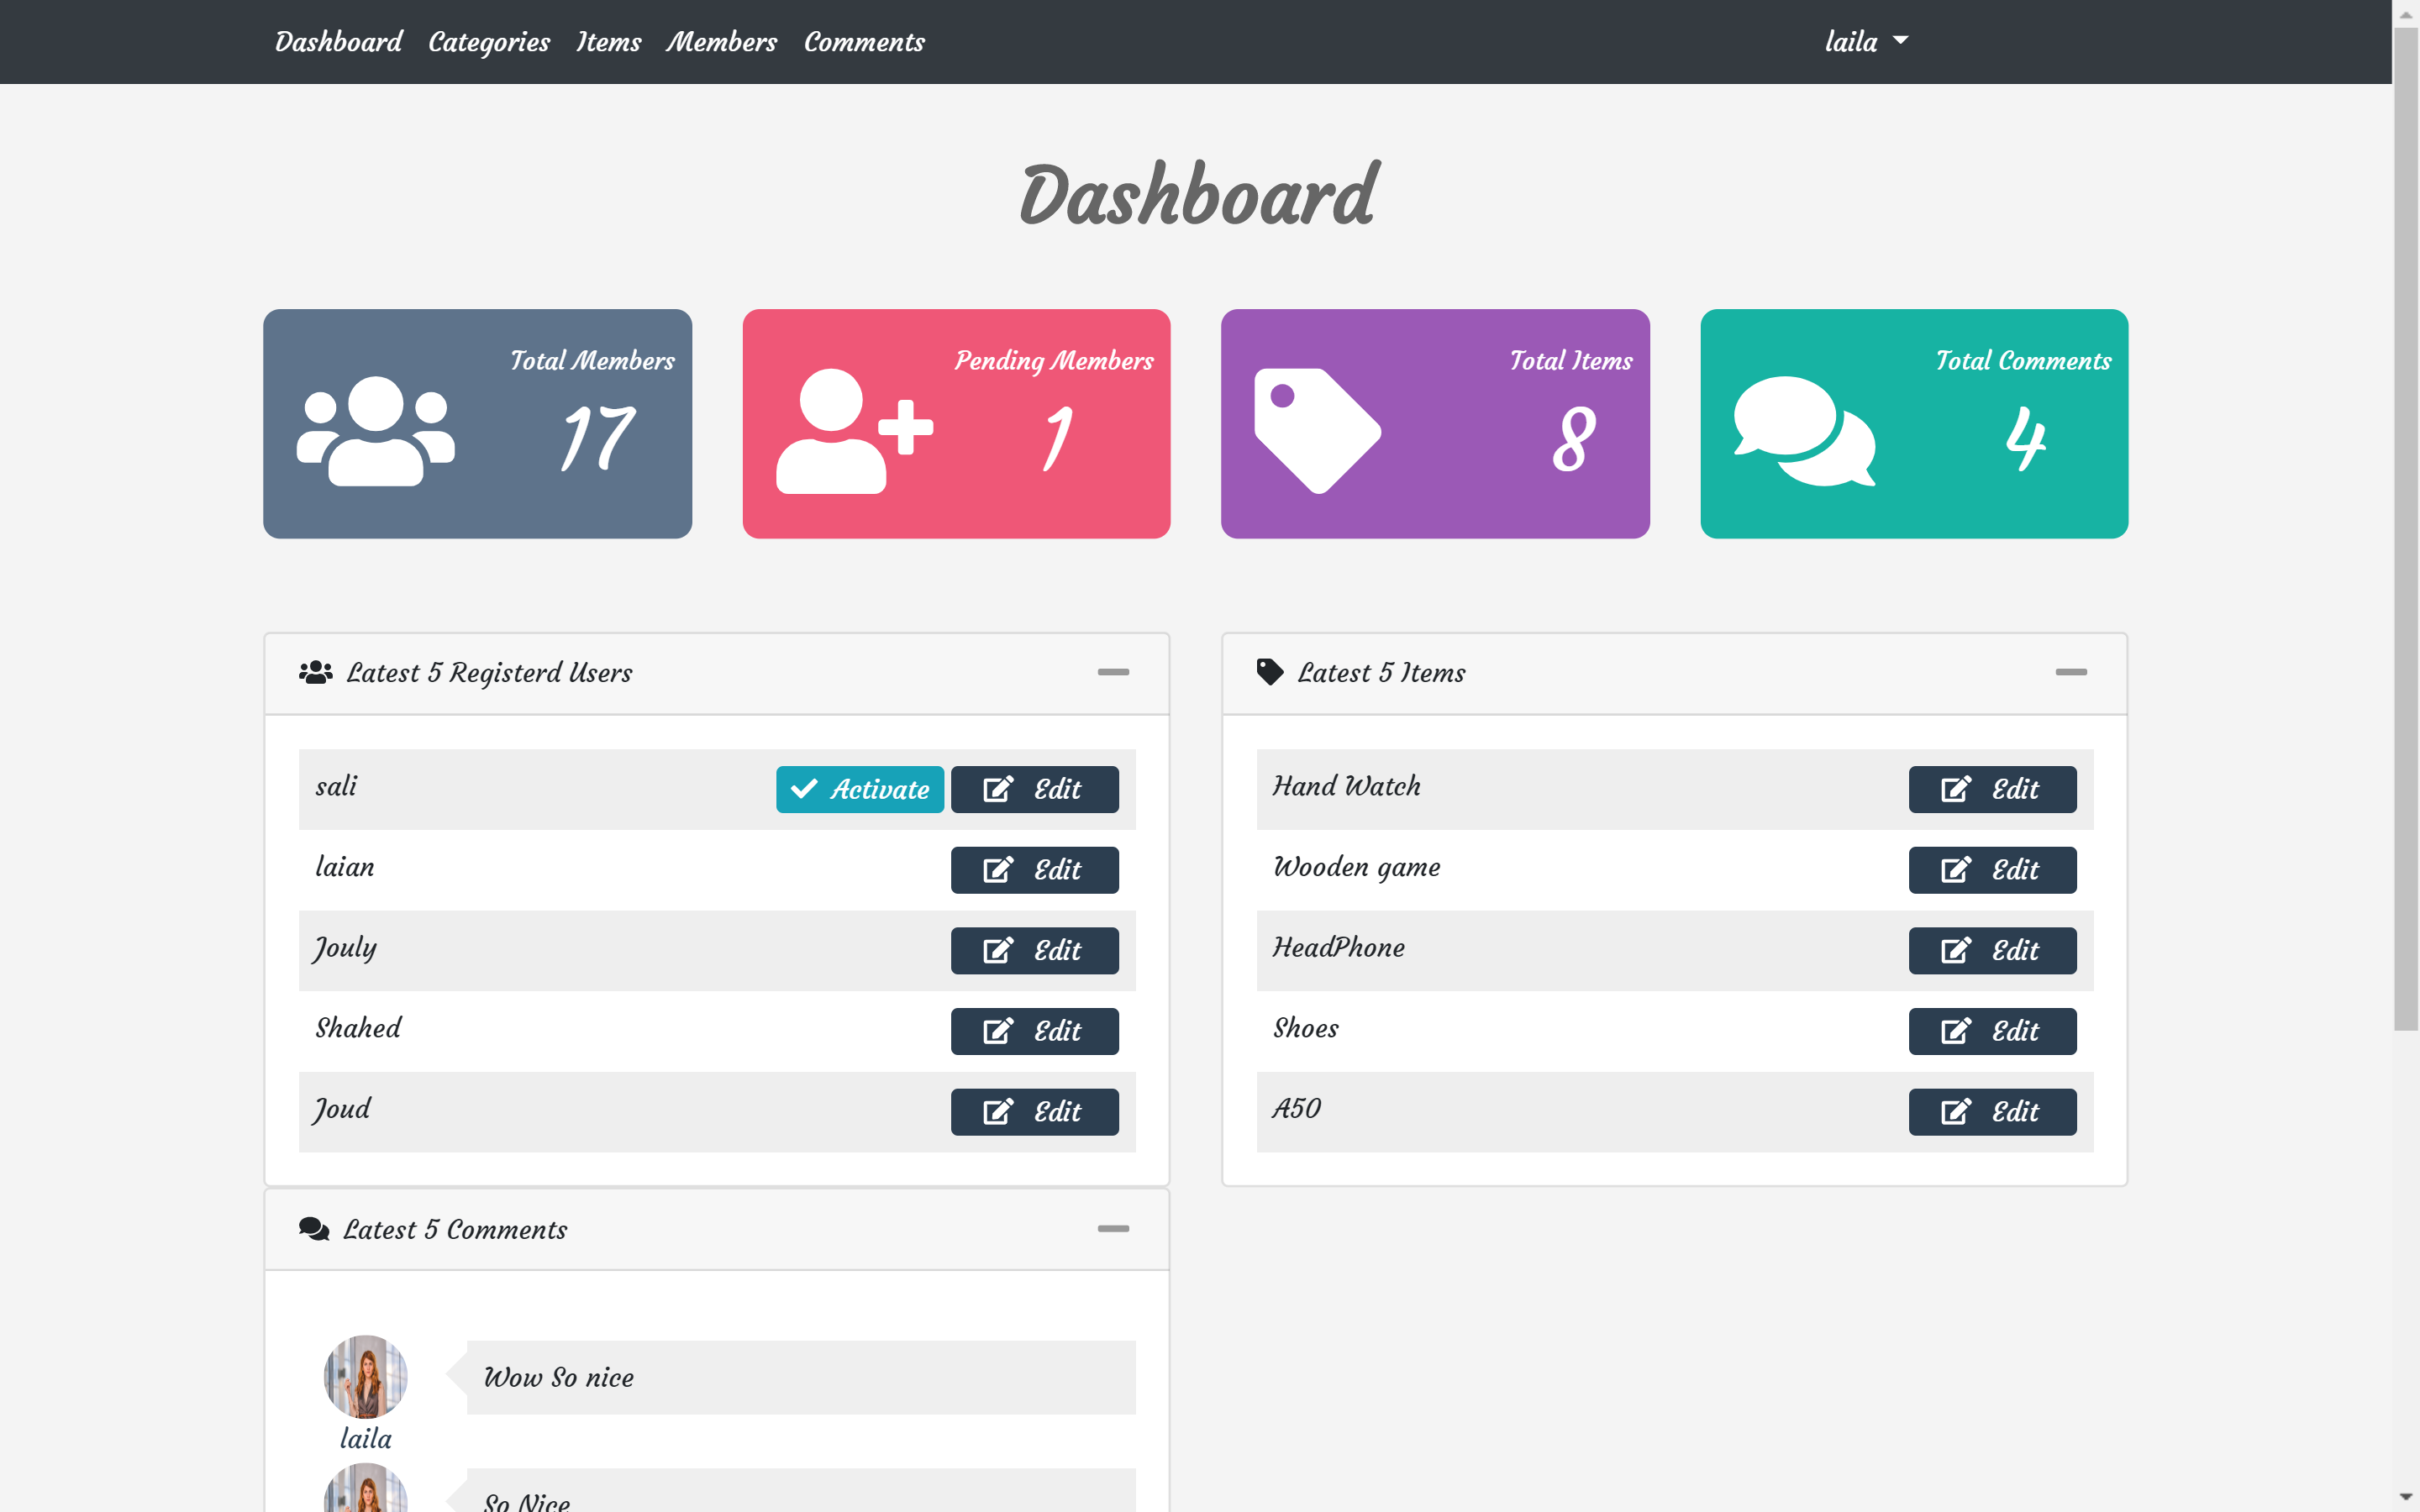 Dashboard Categories Items Members Comments laila
Dashboard
Total Members
17
Pending Members
1
Total Items
8
Total Comments
4
Latest 5 Registerd Users
sali Activate Edit
laian Edit
Jouly Edit
Shahed Edit
Joud Edit
Latest 5 Items
Hand Watch Edit
Wooden game Edit
HeadPhone Edit
Shoes Edit
A50 Edit
Latest 5 Comments
Wow So nice
laila
So Nice